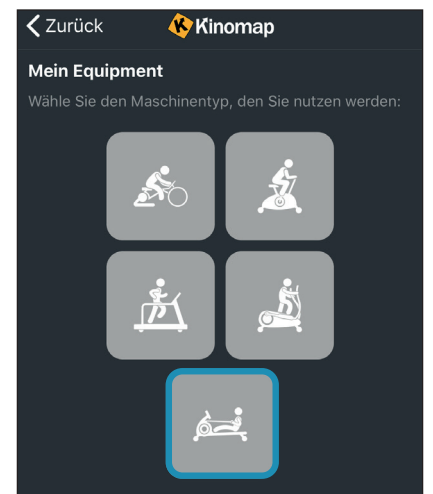 Zurück
Kinomap
Mein Equipment
Wähle Sie den Maschinentyp, den Sie nutzen werden: